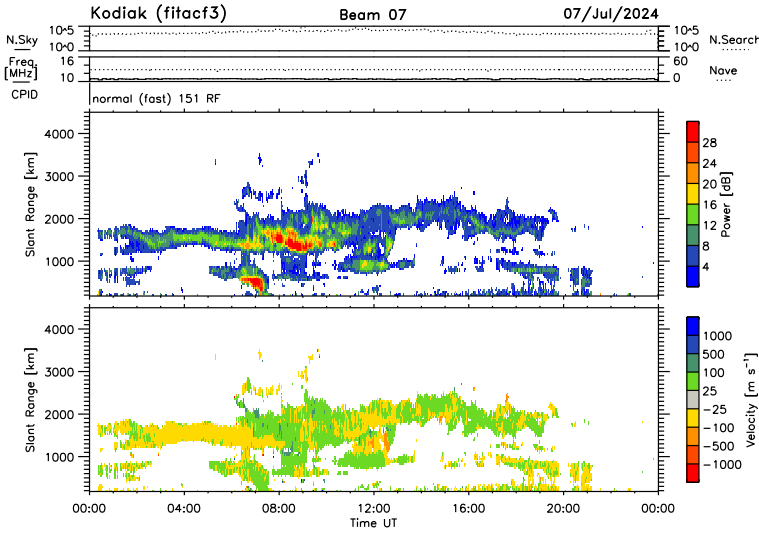 Kodiak (fitacf3) Beam 07 07/Jul/2024
N.Sky 10^5 10^0 10^5 10^0 N.Search
Freq. [MHz] 16 10 60 0 Nave
CPID normal (fast) 151 RF
4000
3000
2000
1000
Slant Range [km]
28
24
20
16
12
8
4
Power [dB]
4000
3000
2000
1000
Slant Range [km]
1000
500
100
25
−25
−100
−500
−1000
Velocity [m s⁻¹]
00:00 04:00 08:00 12:00 16:00 20:00 00:00
Time UT